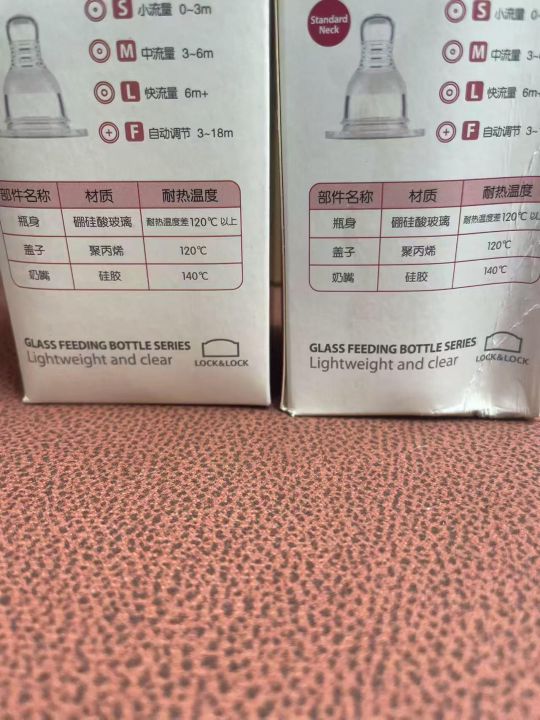 S 小流量 0~3m
M 中流量 3~6m
L 快流量 6m+
F 自动调节 3~18m
部件名称 材质 耐热温度
瓶身 硼硅酸玻璃 耐热温度差120℃以上
盖子 聚丙烯 120℃
奶嘴 硅胶 140℃
GLASS FEEDING BOTTLE SERIES
Lightweight and clear
LOCK&LOCK
Standard
Neck
S 小流量 0~
M 中流量 3~
L 快流量 6m+
F 自动调节 3~
部件名称 材质 耐热温度
瓶身 硼硅酸玻璃 耐热温度差120℃以
盖子 聚丙烯 120℃
奶嘴 硅胶 140℃
GLASS FEEDING BOTTLE SERIES
Lightweight and clear
LOCK&LOCK